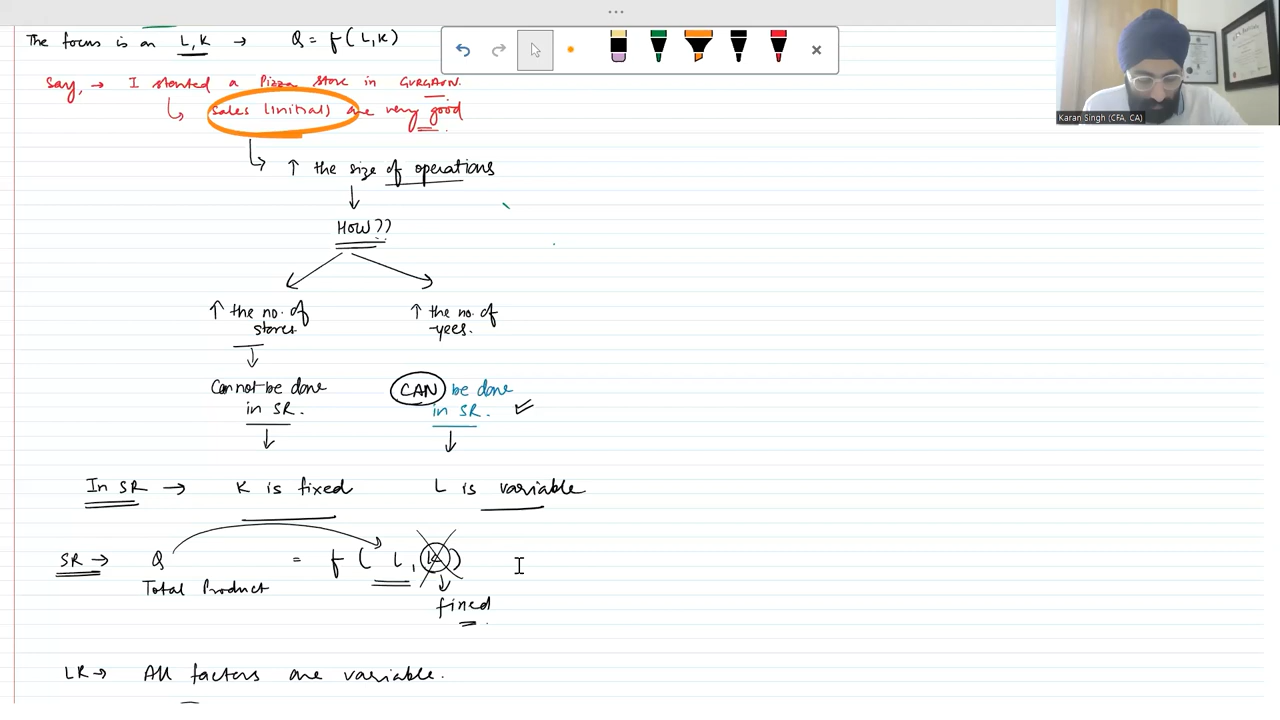 The focus is on L, K → Q = f(L,K)
Say, → I started a Pizza store in GURGAON.
↳ Sales (initial) are very good
↳ ↑ the size of operations
HOW??
↑ the no. of stores
↑ the no. of -yees.
Cannot be done in SR.
CAN be done in SR.
In SR → K is fixed L is variable
SR → Q = f ( L, K )
Total Product
fixed
LR → All factors are variable.
Karan Singh (CFA, CA)